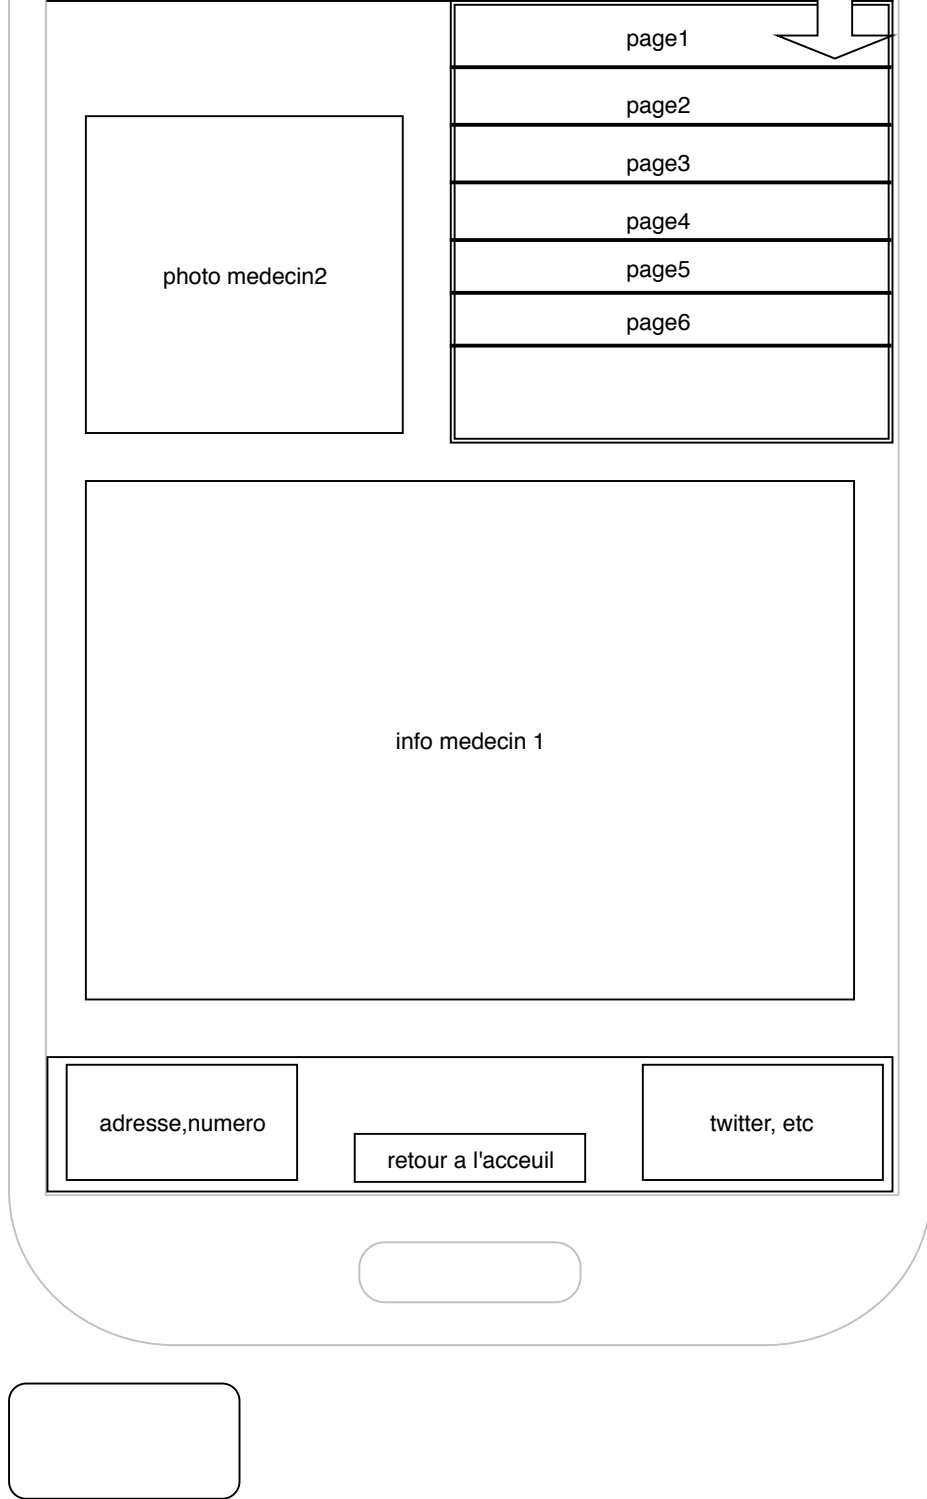 page1
page2
page3
page4
page5
page6
photo medecin2
info medecin 1
adresse,numero
retour a l'acceuil
twitter, etc